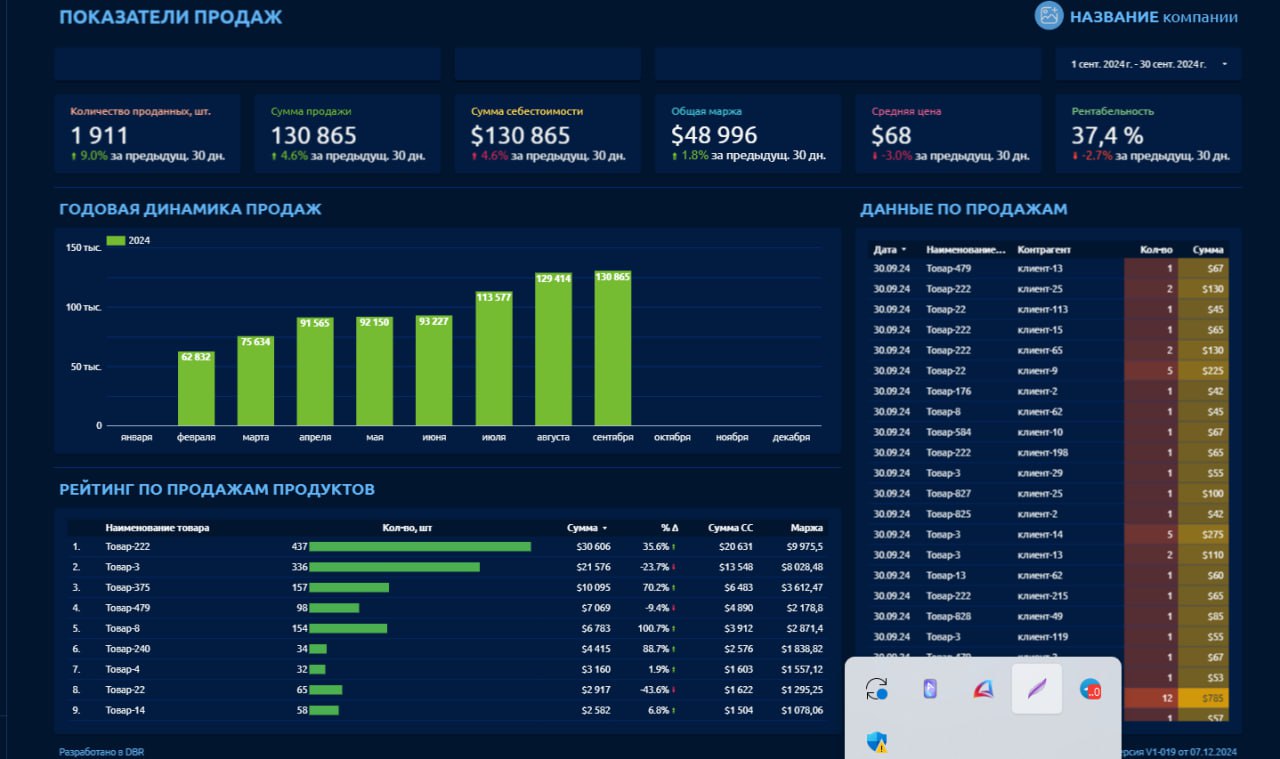 ПОКАЗАТЕЛИ ПРОДАЖ
НАЗВАНИЕ компании
1 сент. 2024 г. - 30 сент. 2024 г.
Количество проданных, шт.
1 911
9.0% за предыдущ. 30 дн.
Сумма продажи
130 865
4.6% за предыдущ. 30 дн.
Сумма себестоимости
$130 865
4.6% за предыдущ. 30 дн.
Общая маржа
$48 996
1.8% за предыдущ. 30 дн.
Средняя цена
$68
-3.0% за предыдущ. 30 дн.
Рентабельность
37,4 %
-2.7% за предыдущ. 30 дн.
ГОДОВАЯ ДИНАМИКА ПРОДАЖ
2024
150 тыс.
100 тыс.
50 тыс.
0
62 832
75 634
91 565
92 150
93 227
113 577
129 414
130 865
января февраля марта апреля мая июня июля августа сентября октября ноября декабря
РЕЙТИНГ ПО ПРОДАЖАМ ПРОДУКТОВ
Наименование товара Кол-во, шт Сумма % Δ Сумма СС Маржа
1. Товар-222 437 $30 606 35.6% $20 631 $9 975,5
2. Товар-3 336 $21 576 -23.7% $13 548 $8 028,48
3. Товар-375 157 $10 095 70.2% $6 483 $3 612,47
4. Товар-479 98 $7 069 -9.4% $4 890 $2 178,8
5. Товар-8 154 $6 783 100.7% $3 912 $2 871,4
6. Товар-240 34 $4 415 88.7% $2 576 $1 838,82
7. Товар-4 32 $3 160 1.9% $1 603 $1 557,12
8. Товар-22 65 $2 917 -43.6% $1 622 $1 295,25
9. Товар-14 58 $2 582 6.8% $1 504 $1 078,06
ДАННЫЕ ПО ПРОДАЖАМ
Дата Наименование... Контрагент Кол-во Сумма
30.09.24 Товар-479 клиент-13 1 $67
30.09.24 Товар-222 клиент-25 2 $130
30.09.24 Товар-22 клиент-113 1 $45
30.09.24 Товар-222 клиент-15 1 $65
30.09.24 Товар-222 клиент-65 2 $130
30.09.24 Товар-22 клиент-9 5 $225
30.09.24 Товар-176 клиент-2 1 $42
30.09.24 Товар-8 клиент-62 1 $45
30.09.24 Товар-584 клиент-10 1 $67
30.09.24 Товар-222 клиент-198 1 $65
30.09.24 Товар-3 клиент-29 1 $55
30.09.24 Товар-827 клиент-25 1 $100
30.09.24 Товар-825 клиент-2 1 $42
30.09.24 Товар-3 клиент-14 5 $275
30.09.24 Товар-3 клиент-13 2 $110
30.09.24 Товар-13 клиент-62 1 $60
30.09.24 Товар-222 клиент-215 1 $65
30.09.24 Товар-828 клиент-49 1 $85
30.09.24 Товар-3 клиент-119 1 $55
1 $67
1 $53
12 $785
1 $57
Разработано в DBR
рсия V1-019 от 07.12.2024